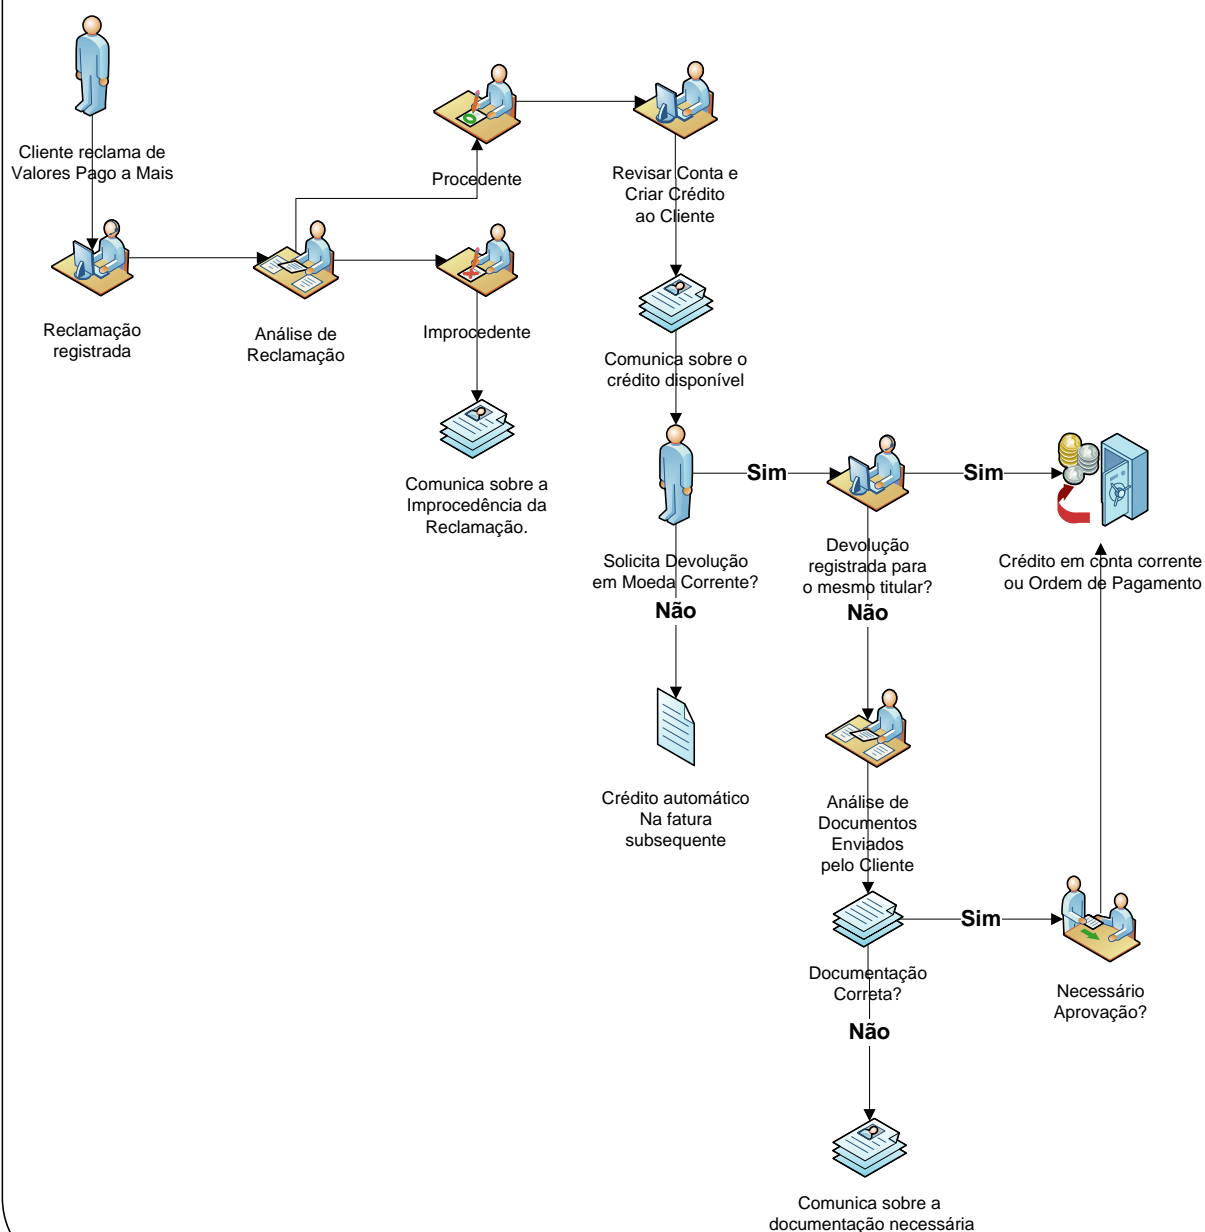 Cliente reclama de
Valores Pago a Mais
Procedente
Revisar Conta e
Criar Crédito
ao Cliente
Reclamação
registrada
Análise de
Reclamação
Improcedente
Comunica sobre o
crédito disponível
Comunica sobre a
Improcedência da
Reclamação.
Sim
Sim
Solicita Devolução
em Moeda Corrente?
Devolução
registrada para
o mesmo titular?
Crédito em conta corrente
ou Ordem de Pagamento
Não
Não
Crédito automático
Na fatura
subsequente
Análise de
Documentos
Enviados
pelo Cliente
Sim
Documentação
Correta?
Necessário
Aprovação?
Não
Comunica sobre a
documentação necessária